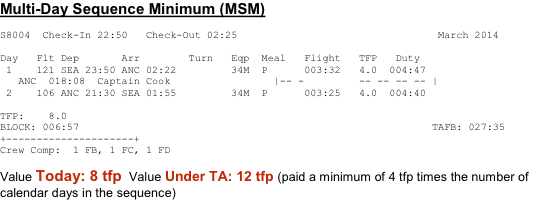 Multi-Day Sequence Minimum (MSM)
S8004 Check-In 22:50 Check-Out 02:25 March 2014
Day Flt Dep Arr Turn Eqp Meal Flight TFP Duty
1 121 SEA 23:50 ANC 02:22 34M P 003:32 4.0 004:47
ANC 018:08 Captain Cook |-- - -- -- -- -- |
2 106 ANC 21:30 SEA 01:55 34M P 003:25 4.0 004:40
TFP: 8.0
BLOCK: 006:57 TAFB: 027:35
+----------------------+
Crew Comp: 1 FB, 1 FC, 1 FD
Value Today: 8 tfp Value Under TA: 12 tfp (paid a minimum of 4 tfp times the number of
calendar days in the sequence)